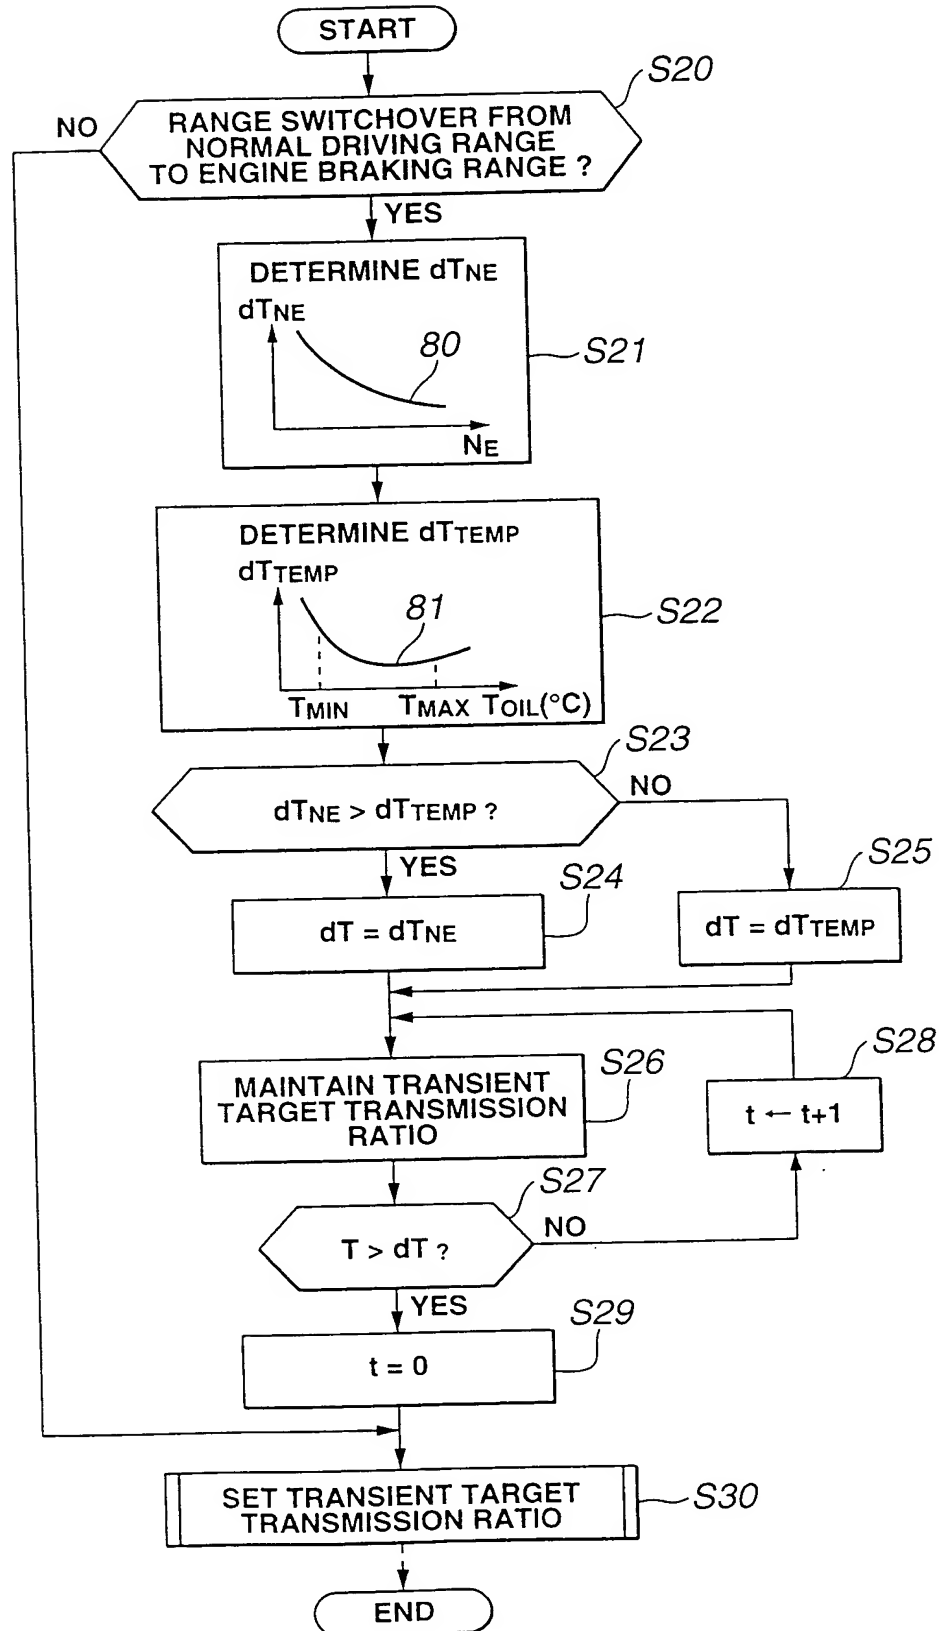 START
S20
NO
RANGE SWITCHOVER FROM
NORMAL DRIVING RANGE
TO ENGINE BRAKING RANGE ?
YES
DETERMINE dTNE
dTNE
80
S21
NE
DETERMINE dTTEMP
dTTEMP
81
S22
TMIN TMAX TOIL(°C)
S23
dTNE > dTTEMP ?
NO
YES
S24
S25
dT = dTNE
dT = dTTEMP
S26
S28
MAINTAIN TRANSIENT
TARGET TRANSMISSION
RATIO
t ← t+1
S27
T > dT ?
NO
YES
S29
t = 0
SET TRANSIENT TARGET
TRANSMISSION RATIO
S30
END